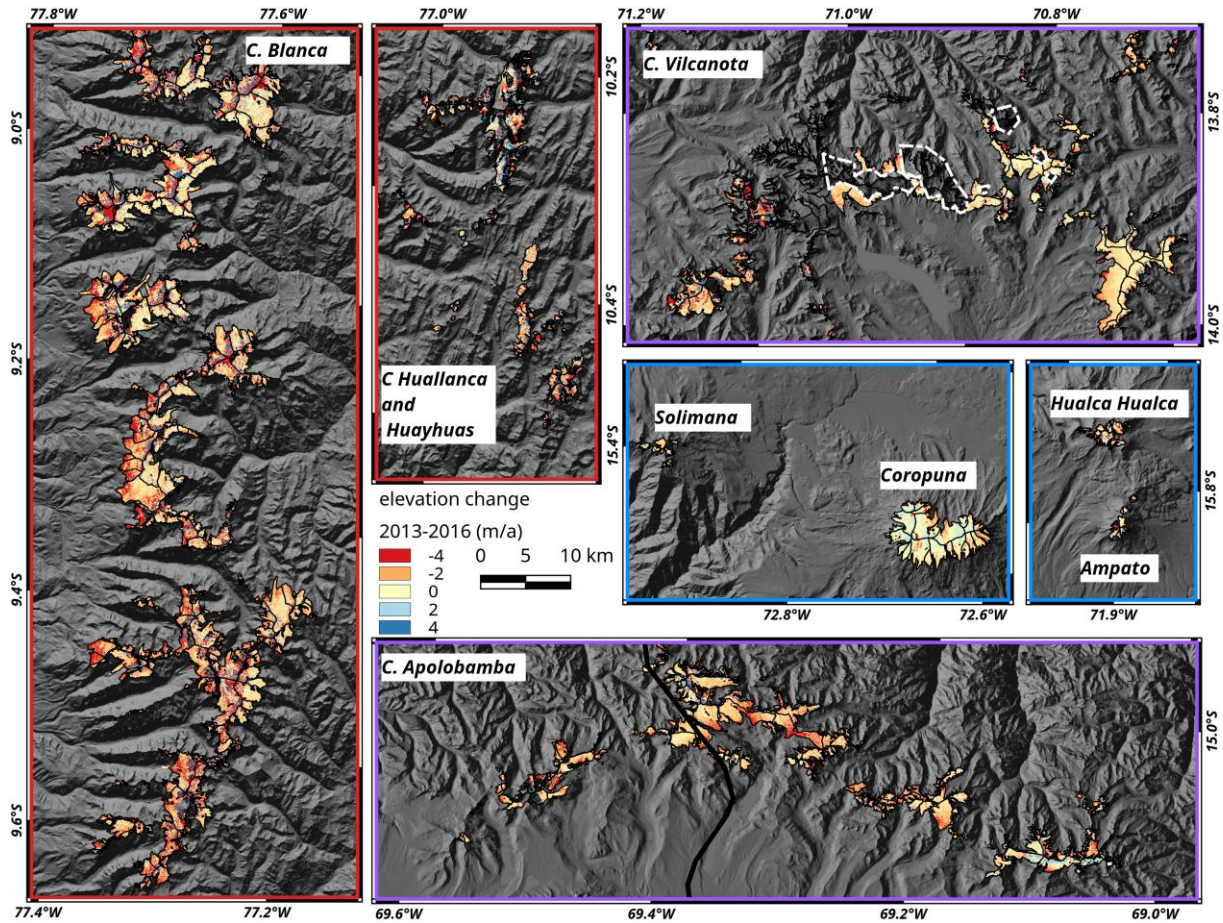 77.8°W 77.6°W 77.0°W 71.2°W 71.0°W 70.8°W
C. Blanca
C. Vilcanota
10.2°S
13.8°S
9.0°S
10.4°S
14.0°S
9.2°S
C Huallanca
and
Huayhuas
Solimana
Coropuna
15.4°S
72.8°W 72.6°W
Hualca Hualca
Ampato
15.8°S
71.9°W
elevation change
2013-2016 (m/a)
-4
-2
0
2
4
0 5 10 km
9.4°S
9.6°S
C. Apolobamba
15.0°S
77.4°W 77.2°W 69.6°W 69.4°W 69.2°W 69.0°W